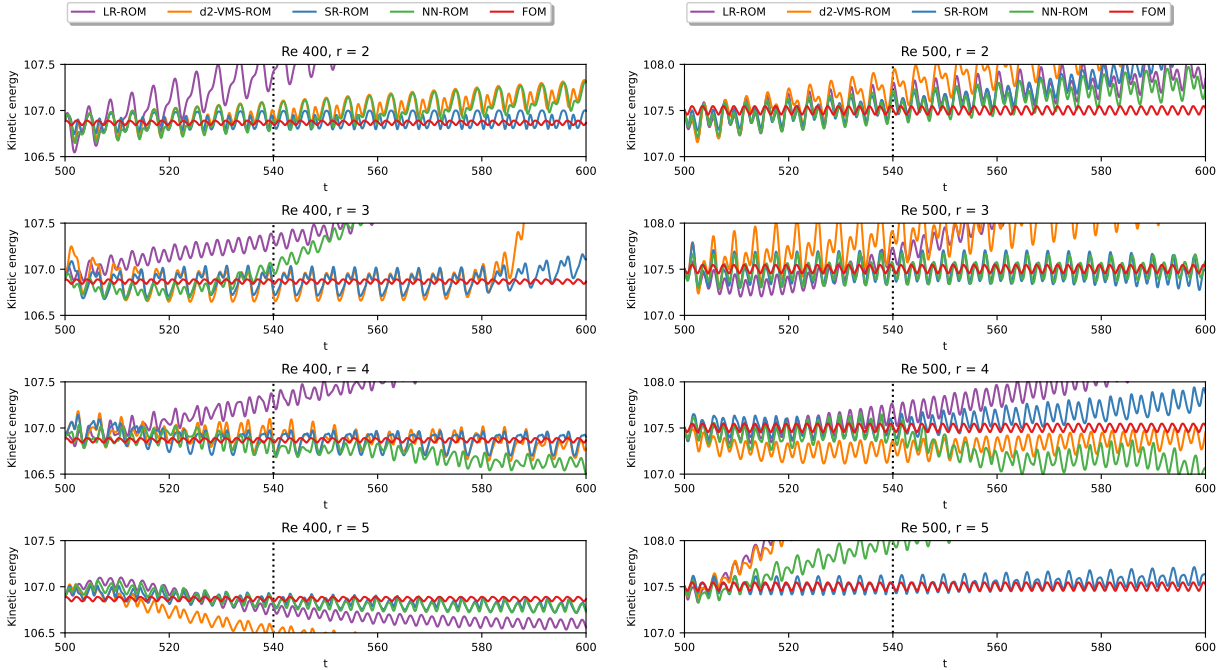 LR-ROM d2-VMS-ROM SR-ROM NN-ROM FOM
LR-ROM d2-VMS-ROM SR-ROM NN-ROM FOM
Re 400, r = 2
Kinetic energy
107.5
107.0
106.5
500 520 540 560 580 600
t
Re 500, r = 2
Kinetic energy
108.0
107.5
107.0
500 520 540 560 580 600
t
Re 400, r = 3
Kinetic energy
107.5
107.0
106.5
500 520 540 560 580 600
t
Re 500, r = 3
Kinetic energy
108.0
107.5
107.0
500 520 540 560 580 600
t
Re 400, r = 4
Kinetic energy
107.5
107.0
106.5
500 520 540 560 580 600
t
Re 500, r = 4
Kinetic energy
108.0
107.5
107.0
500 520 540 560 580 600
t
Re 400, r = 5
Kinetic energy
107.5
107.0
106.5
500 520 540 560 580 600
t
Re 500, r = 5
Kinetic energy
108.0
107.5
107.0
500 520 540 560 580 600
t